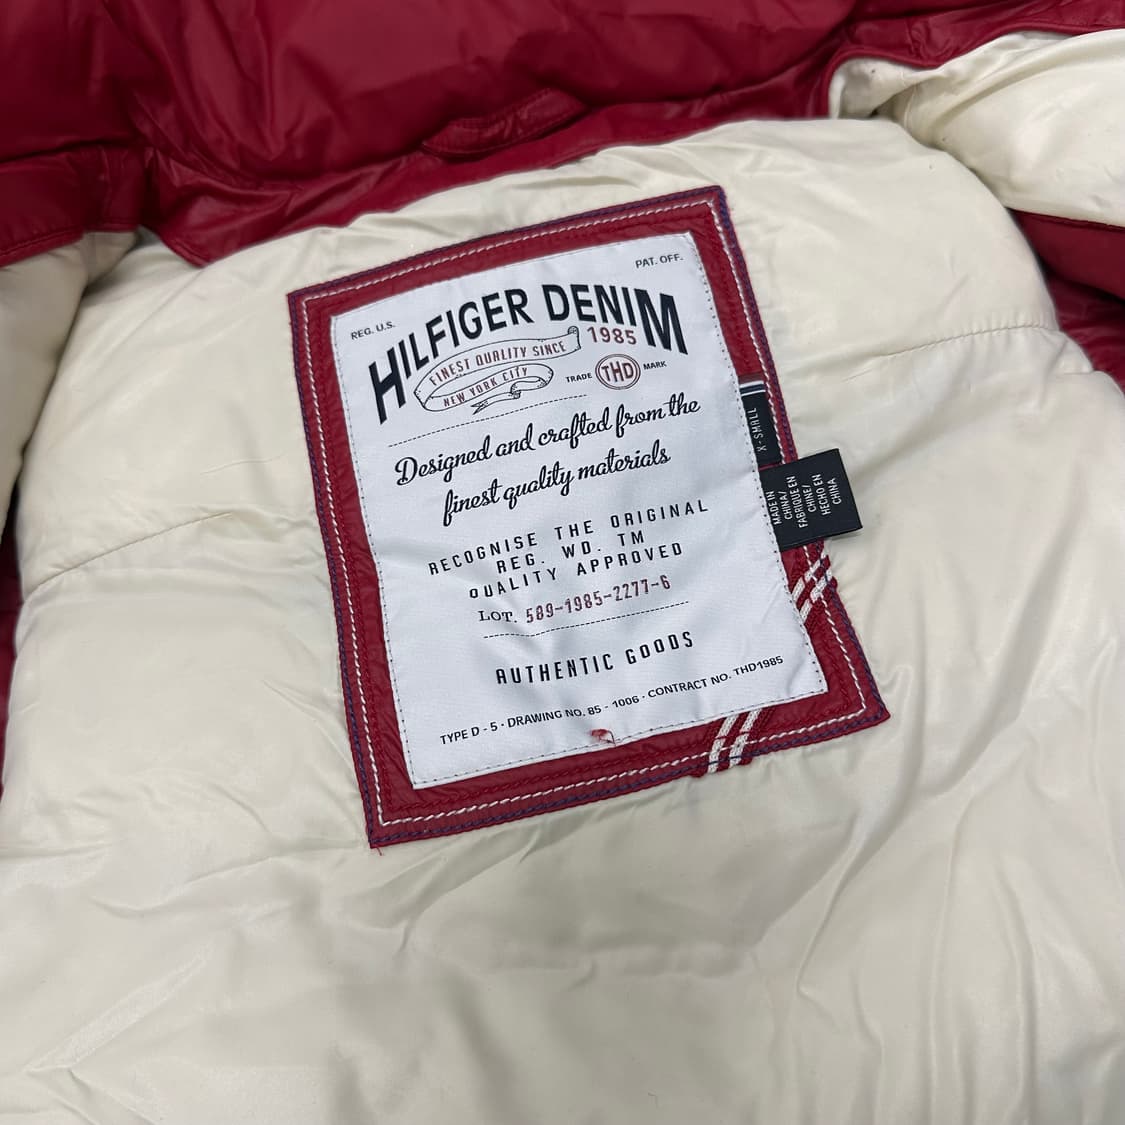 REG. U.S.
PAT. OFF.
HILFIGER DENIM
FINEST QUALITY SINCE 1985
NEW YORK CITY
TRADE THD MARK
Designed and crafted from the
finest quality materials
RECOGNISE THE ORIGINAL
REG. WD. TM
QUALITY APPROVED
LOT. 589-1985-2277-6
AUTHENTIC GOODS
TYPE D - 5 · DRAWING NO. 85 - 1006 · CONTRACT NO. THD1985
X-SMALL
MADE IN
CHINA/
FABRIQUE EN
CHINE/
HECHO EN
CHINA